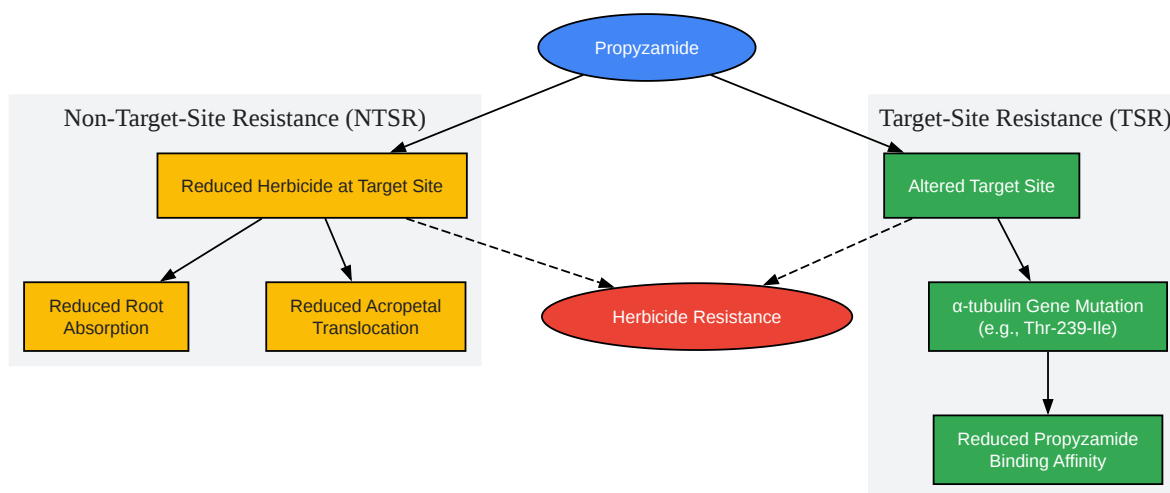 Propyzamide
Non-Target-Site Resistance (NTSR)
Target-Site Resistance (TSR)
Reduced Herbicide at Target Site
Altered Target Site
Reduced Root
Absorption
Reduced Acropetal
Translocation
Herbicide Resistance
α-tubulin Gene Mutation
(e.g., Thr-239-Ile)
Reduced Propyzamide
Binding Affinity